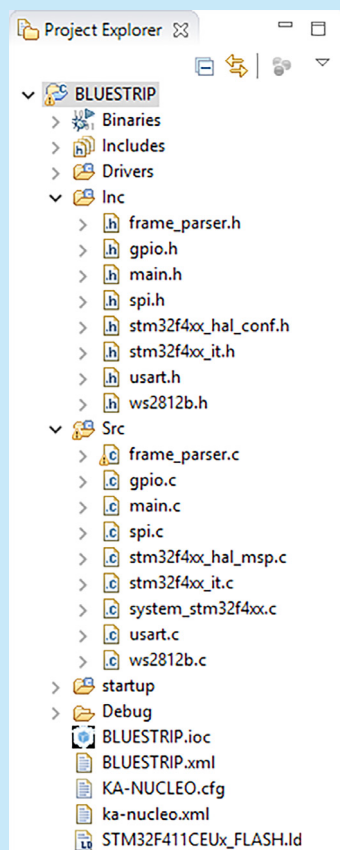 Project Explorer
BLUESTRIP
Binaries
Includes
Drivers
Inc
.h frame_parser.h
.h gpio.h
.h main.h
.h spi.h
.h stm32f4xx_hal_conf.h
.h stm32f4xx_it.h
.h usart.h
.h ws2812b.h
Src
.c frame_parser.c
.c gpio.c
.c main.c
.c spi.c
.c stm32f4xx_hal_msp.c
.c stm32f4xx_it.c
.c system_stm32f4xx.c
.c usart.c
.c ws2812b.c
startup
Debug
BLUESTRIP.ioc
BLUESTRIP.xml
KA-NUCLEO.cfg
ka-nucleo.xml
LD STM32F411CEUx_FLASH.ld